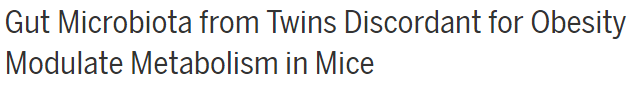 Gut Microbiota from Twins Discordant for Obesity
Modulate Metabolism in Mice